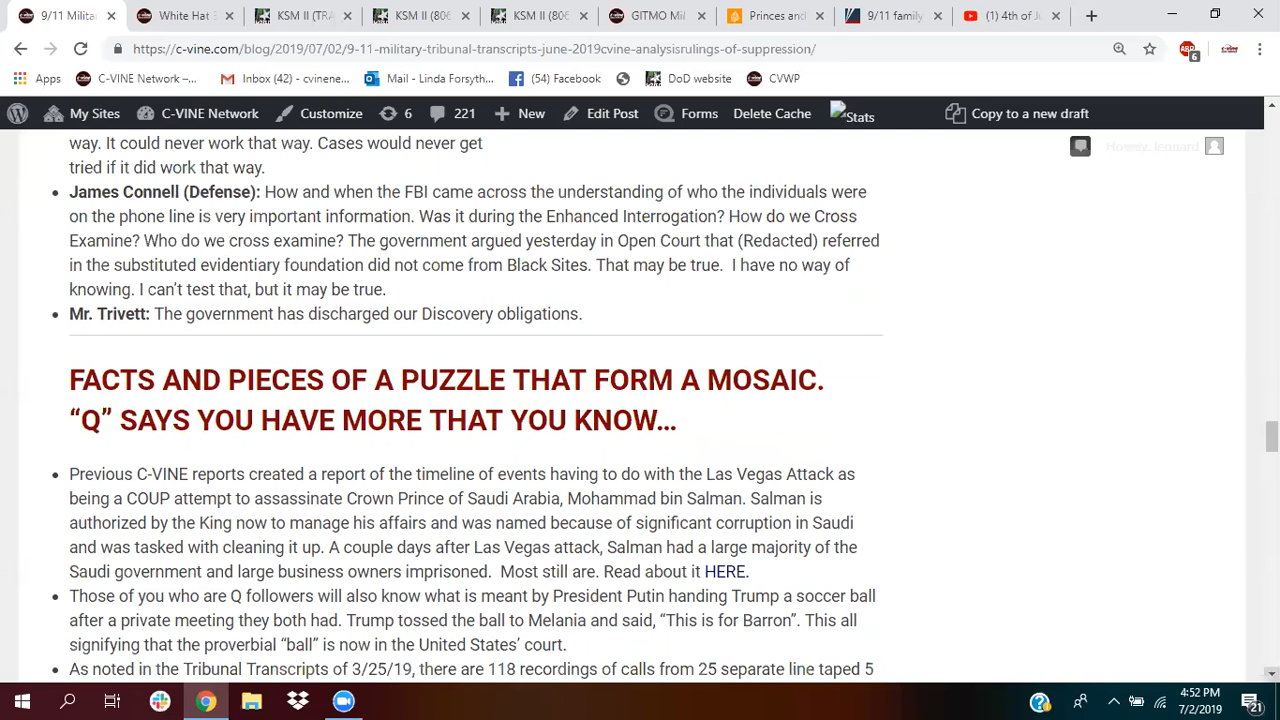 9/11 Milita
White Hat S
KSM II (TRA
KSM II (806
KSM II (806
GITMO Mil
Princes and
9/11 family
(1) 4th of Ju
https://c-vine.com/blog/2019/07/02/9-11-military-tribunal-transcripts-june-2019cvine-analysisrulings-of-suppression/
ABP
6
Apps
C-VINE Network –...
Inbox (42) - cvinene...
Mail - Linda Forsyth...
(54) Facebook
DoD website
CVWP
My Sites
C-VINE Network
Customize
6
221
New
Edit Post
Forms
Delete Cache
Stats
Copy to a new draft
Howdy, lennard
way. It could never work that way. Cases would never get
tried if it did work that way.
James Connell (Defense): How and when the FBI came across the understanding of who the individuals were
on the phone line is very important information. Was it during the Enhanced Interrogation? How do we Cross
Examine? Who do we cross examine? The government argued yesterday in Open Court that (Redacted) referred
in the substituted evidentiary foundation did not come from Black Sites. That may be true.  I have no way of
knowing. I can't test that, but it may be true.
Mr. Trivett: The government has discharged our Discovery obligations.
FACTS AND PIECES OF A PUZZLE THAT FORM A MOSAIC.
“Q” SAYS YOU HAVE MORE THAT YOU KNOW…
Previous C-VINE reports created a report of the timeline of events having to do with the Las Vegas Attack as
being a COUP attempt to assassinate Crown Prince of Saudi Arabia, Mohammad bin Salman. Salman is
authorized by the King now to manage his affairs and was named because of significant corruption in Saudi
and was tasked with cleaning it up. A couple days after Las Vegas attack, Salman had a large majority of the
Saudi government and large business owners imprisoned.  Most still are. Read about it HERE.
Those of you who are Q followers will also know what is meant by President Putin handing Trump a soccer ball
after a private meeting they both had. Trump tossed the ball to Melania and said, “This is for Barron”. This all
signifying that the proverbial “ball” is now in the United States’ court.
As noted in the Tribunal Transcripts of 3/25/19, there are 118 recordings of calls from 25 separate line taped 5
4:52 PM
7/2/2019
21